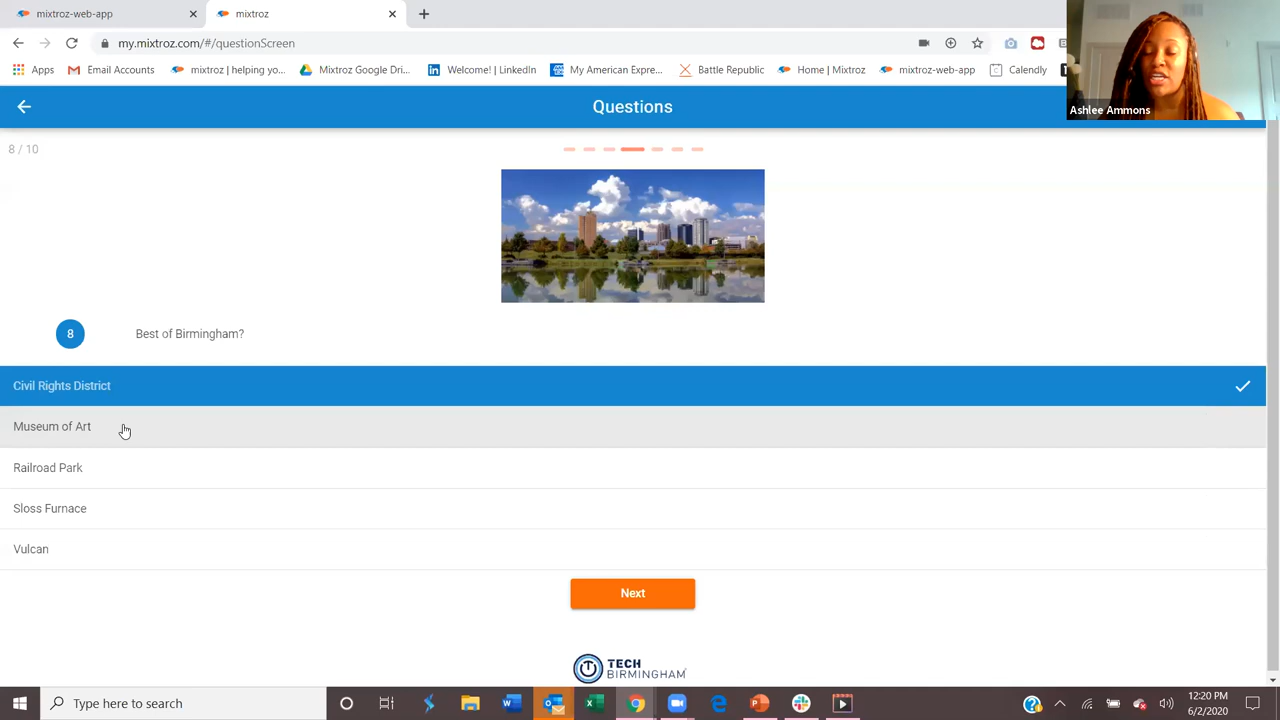 mixtroz-web-app
mixtroz
my.mixtroz.com/#/questionScreen
Apps Email Accounts mixtroz | helping yo... Mixtroz Google Dri... Welcome! | LinkedIn My American Expre... Battle Republic Home | Mixtroz mixtroz-web-app Calendly
Ashlee Ammons
Questions
8 / 10
8 Best of Birmingham?
Civil Rights District
Museum of Art
Railroad Park
Sloss Furnace
Vulcan
Next
TECH
BIRMINGHAM
Type here to search
12:20 PM
6/2/2020